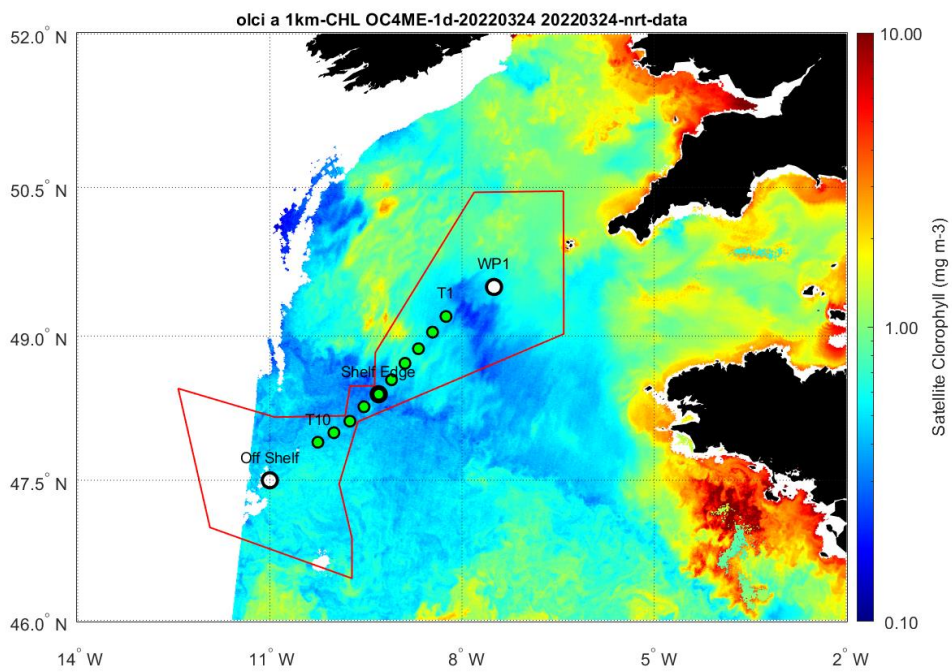 olci a 1km-CHL OC4ME-1d-20220324 20220324-nrt-data
52.0° N
50.5° N
49.0° N
47.5° N
46.0° N
14° W
11° W
8° W
5° W
2° W
WP1
T1
Shelf Edge
T10
Off Shelf
10.00
1.00
0.10
Satellite Clorophyll (mg m-3)